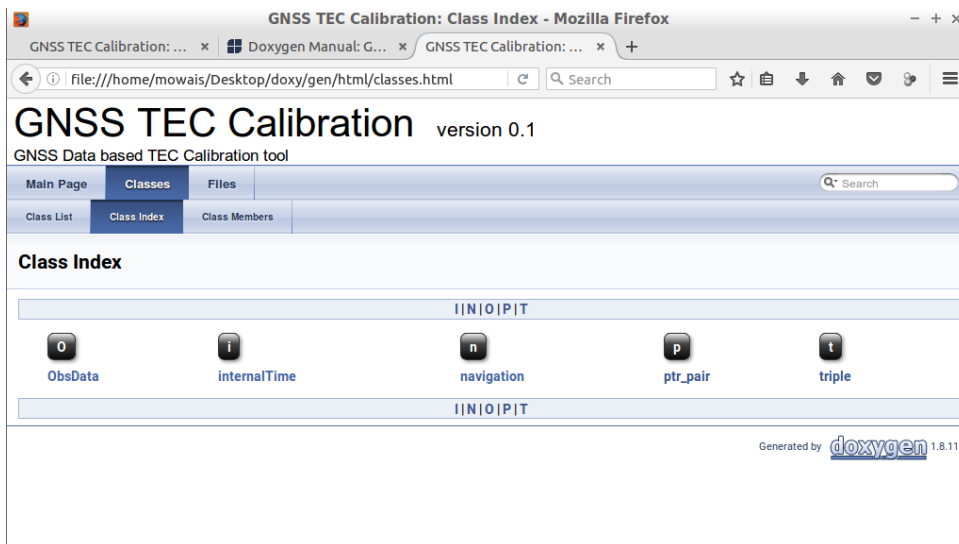 GNSS TEC Calibration: Class Index - Mozilla Firefox
GNSS TEC Calibration: ... × Doxygen Manual: G... × GNSS TEC Calibration: ... × +
file:///home/mowais/Desktop/doxy/gen/html/classes.html Search
GNSS TEC Calibration version 0.1
GNSS Data based TEC Calibration tool
Main Page Classes Files Search
Class List Class Index Class Members
Class Index
I|N|O|P|T
O i n p t
ObsData internalTime navigation ptr_pair triple
I|N|O|P|T
Generated by doxygen 1.8.11